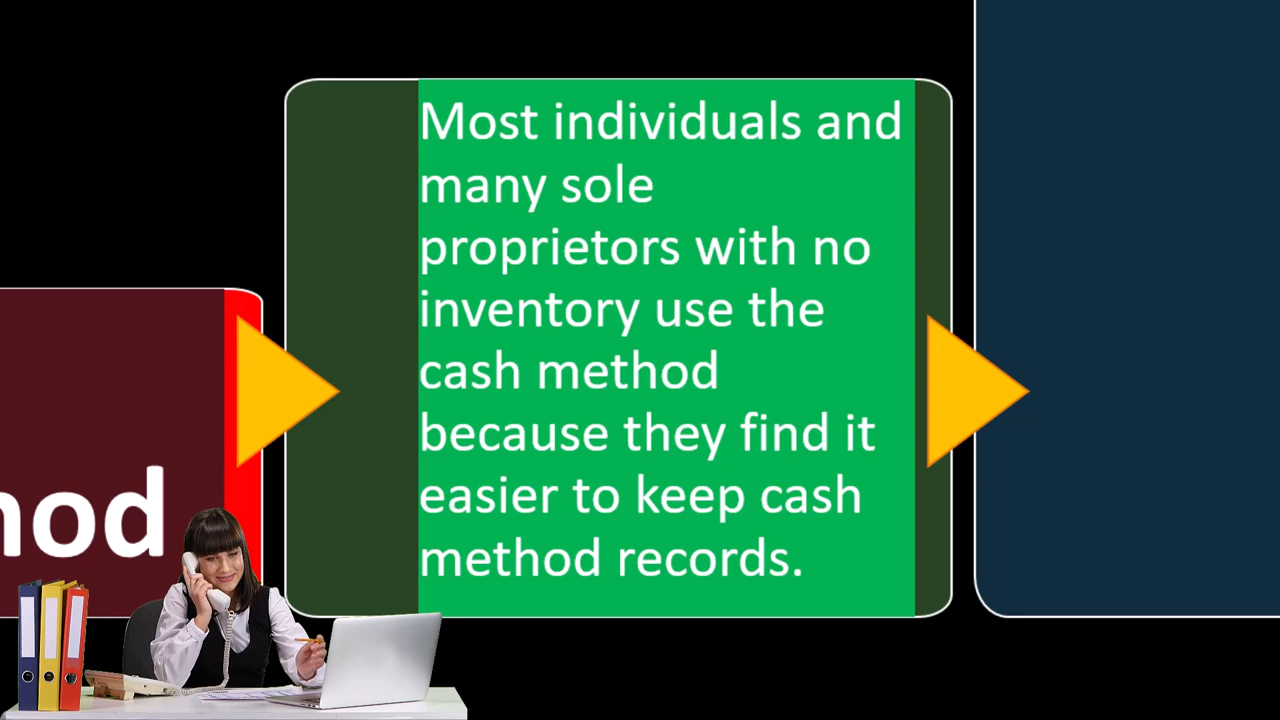 Most individuals and
many sole
proprietors with no
inventory use the
cash method
because they find it
easier to keep cash
method records.